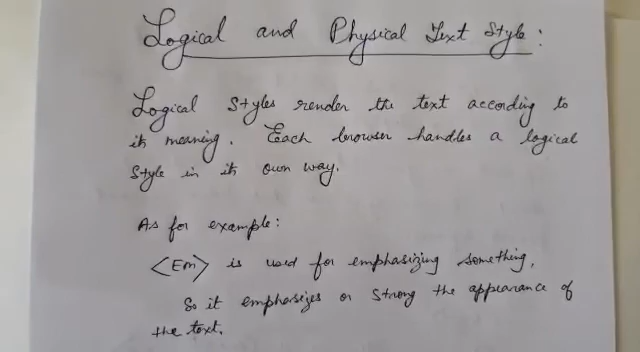 Logical and Physical Text Style:
Logical Styles render the text according to
its meaning. Each browser handles a logical
Style in its own way.
As for example:
<Em> is used for emphasizing something,
So it emphasizes or Strong the appearance of
the text.